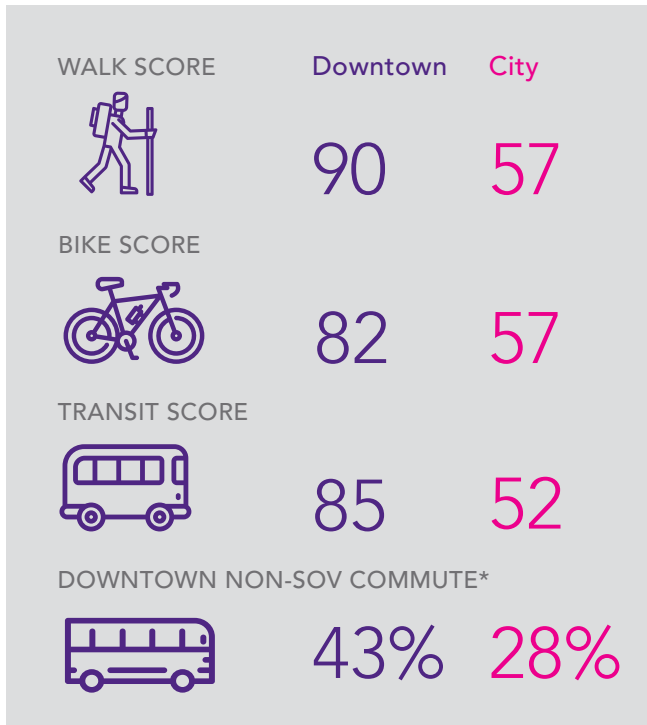 WALK SCORE Downtown City
90 57
BIKE SCORE
82 57
TRANSIT SCORE
85 52
DOWNTOWN NON-SOV COMMUTE*
43% 28%